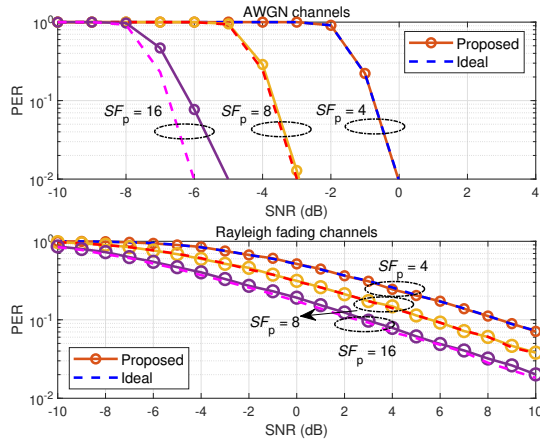 AWGN channels
10^0
10^-1
10^-2
PER
SF_p = 16
SF_p = 8
SF_p = 4
Proposed
Ideal
-10 -8 -6 -4 -2 0 2 4
SNR (dB)
Rayleigh fading channels
10^0
10^-1
10^-2
PER
SF_p = 4
SF_p = 8
SF_p = 16
Proposed
Ideal
-10 -8 -6 -4 -2 0 2 4 6 8 10
SNR (dB)